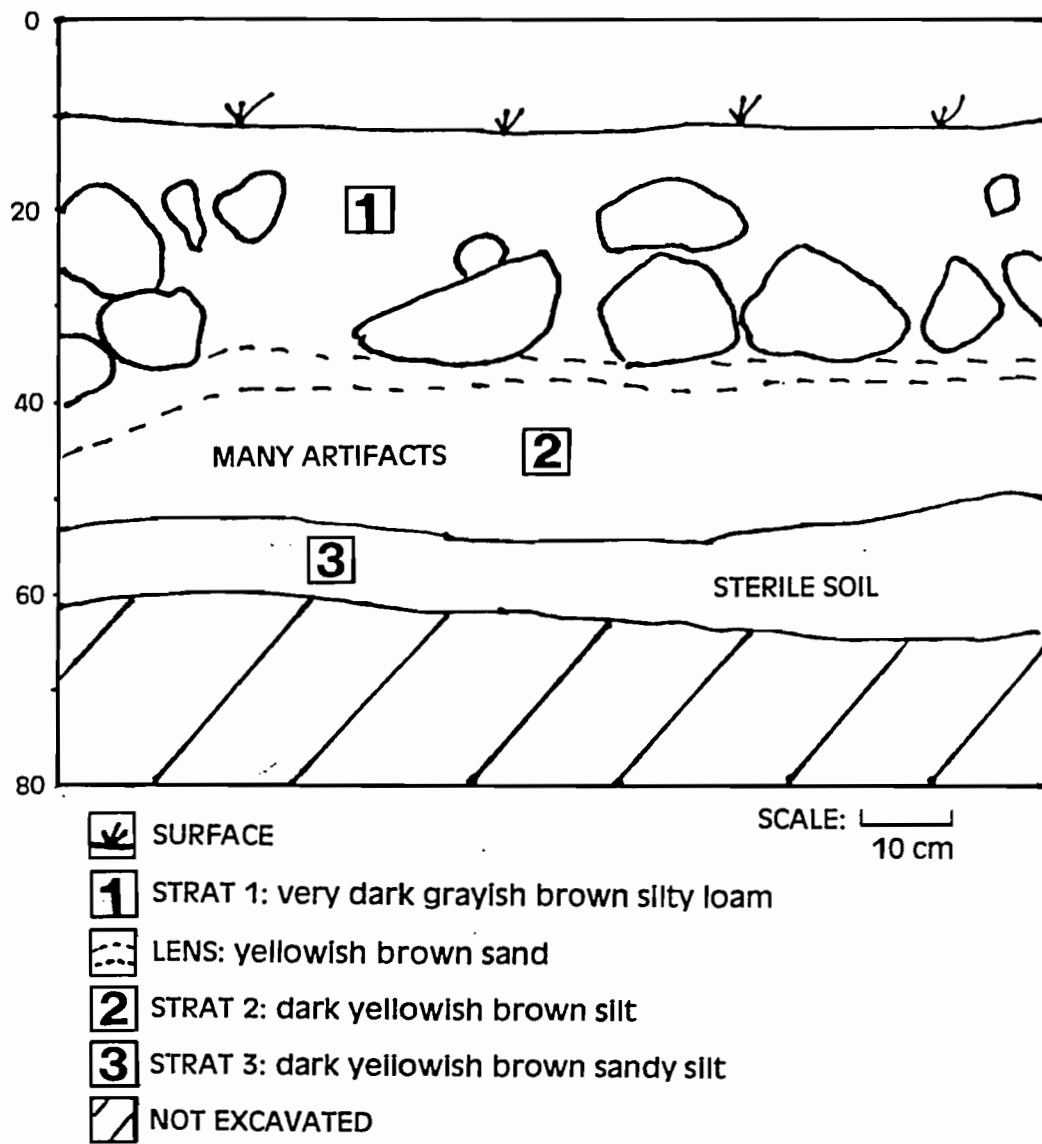 0
1
20
40
MANY ARTIFACTS 2
3
60 STERILE SOIL
80
SCALE:
10 cm
SURFACE
1 STRAT 1: very dark grayish brown silty loam
LENS: yellowish brown sand
2 STRAT 2: dark yellowish brown silt
3 STRAT 3: dark yellowish brown sandy silt
NOT EXCAVATED